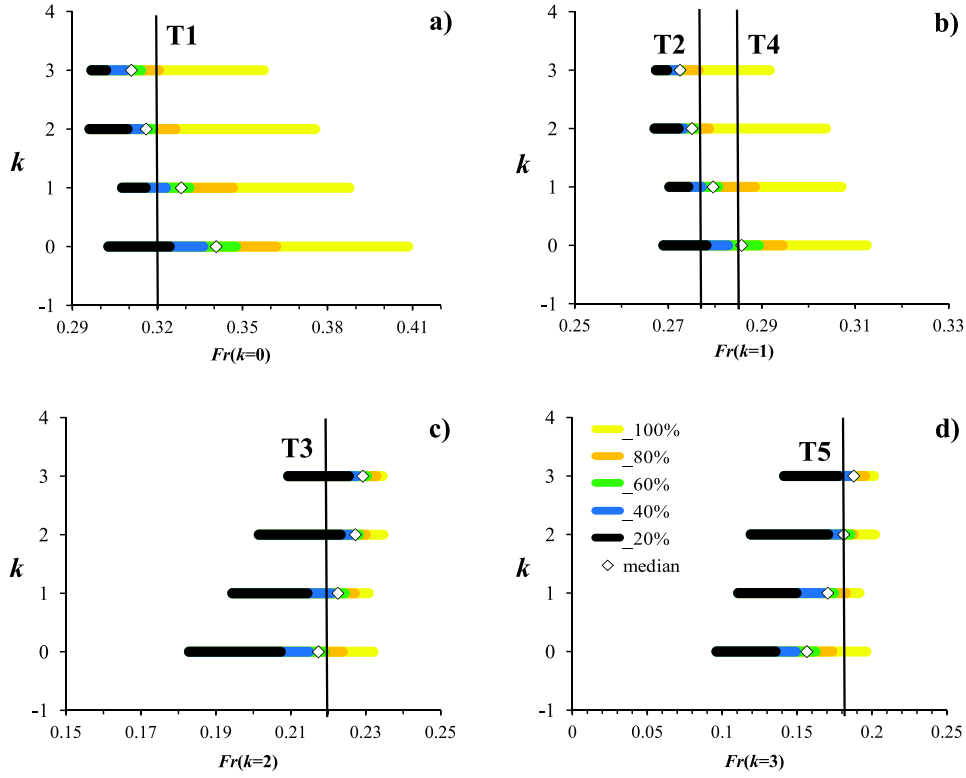 a)
T1
4
3
2
1
0
-1
k
0.29
0.32
0.35
0.38
0.41
Fr(k=0)
b)
T2
T4
4
3
2
1
0
-1
k
0.25
0.27
0.29
0.31
0.33
Fr(k=1)
c)
T3
4
3
2
1
0
-1
k
0.15
0.17
0.19
0.21
0.23
0.25
Fr(k=2)
d)
T5
4
3
2
1
0
-1
k
_100%
_80%
_60%
_40%
_20%
median
0
0.05
0.1
0.15
0.2
0.25
Fr(k=3)